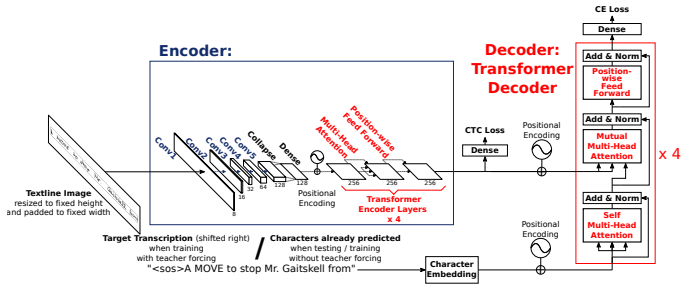 CE Loss
Dense
Encoder:
Decoder:
Transformer
Decoder
Add & Norm
Position-
wise
Feed
Forward
Add & Norm
Mutual
Multi-Head
Attention
x 4
Add & Norm
Self
Multi-Head
Attention
CTC Loss
Dense
Positional
Encoding
Positional
Encoding
Conv1
Conv2
Conv3
Conv4
Conv5
Collapse
Dense
Multi-Head
Attention
Position-wise
Feed Forward
8
16
32
64
128
128
256
256
256
Positional
Encoding
Transformer
Encoder Layers
x 4
Textline Image
resized to fixed height
and padded to fixed width
Target Transcription (shifted right)
when training
with teacher forcing
/
Characters already predicted
when testing / training
without teacher forcing
"<sos>A MOVE to stop Mr. Gaitskell from"
Character
Embedding